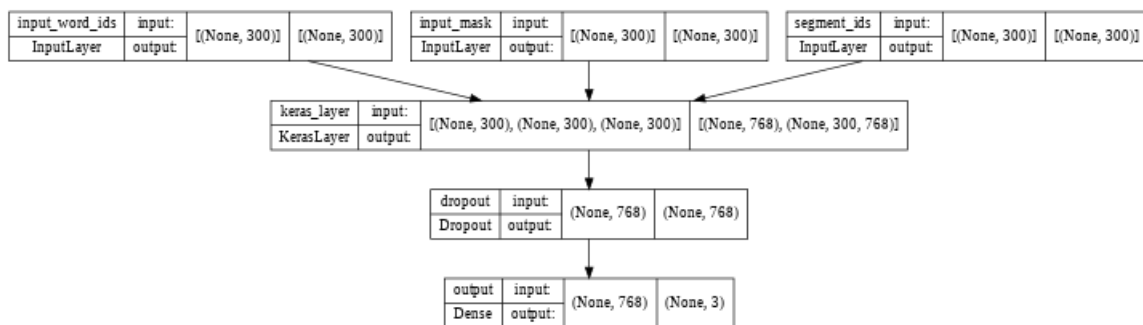 input_word_ids input: [(None, 300)] [(None, 300)]
InputLayer output:
input_mask input: [(None, 300)] [(None, 300)]
InputLayer output:
segment_ids input: [(None, 300)] [(None, 300)]
InputLayer output:
keras_layer input: [(None, 300), (None, 300), (None, 300)] [(None, 768), (None, 300, 768)]
KerasLayer output:
dropout input: (None, 768) (None, 768)
Dropout output:
output input: (None, 768) (None, 3)
Dense output: